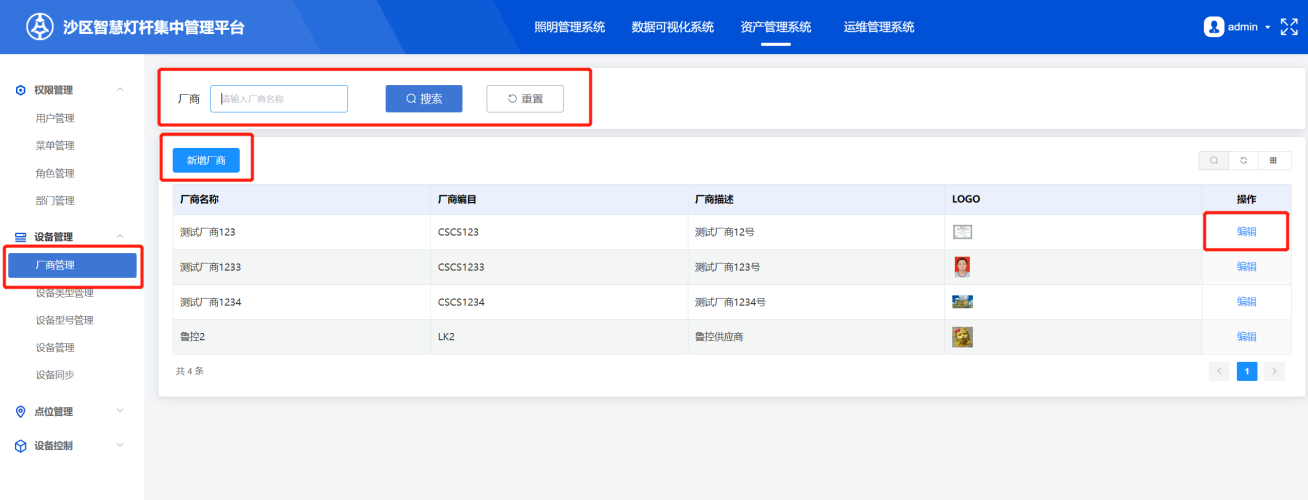 沙区智慧灯杆集中管理平台
照明管理系统 数据可视化系统 资产管理系统 运维管理系统
admin
权限管理
用户管理
菜单管理
角色管理
部门管理
设备管理
厂商管理
设备类型管理
设备型号管理
设备管理
设备同步
点位管理
设备控制
厂商 请输入厂商名称 搜索 重置
新增厂商
厂商名称 厂商编目 厂商描述 LOGO 操作
测试厂商123 CSCS123 测试厂商12号 编辑
测试厂商1233 CSCS1233 测试厂商123号 编辑
测试厂商1234 CSCS1234 测试厂商1234号 编辑
鲁控2 LK2 鲁控供应商 编辑
共 4 条
1